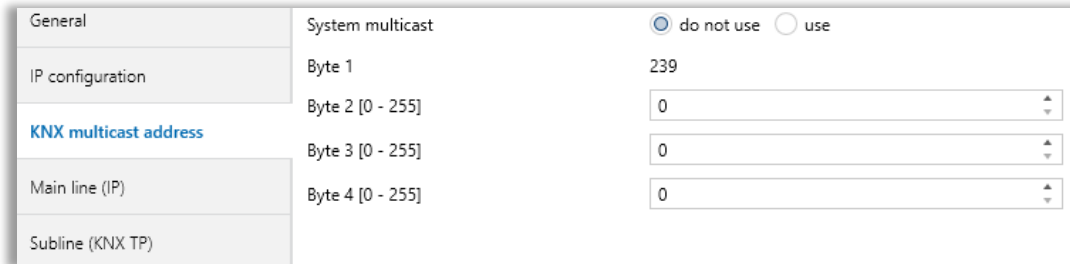 General
System multicast do not use use
IP configuration
Byte 1 239
Byte 2 [0 - 255] 0
KNX multicast address
Byte 3 [0 - 255] 0
Main line (IP)
Byte 4 [0 - 255] 0
Subline (KNX TP)